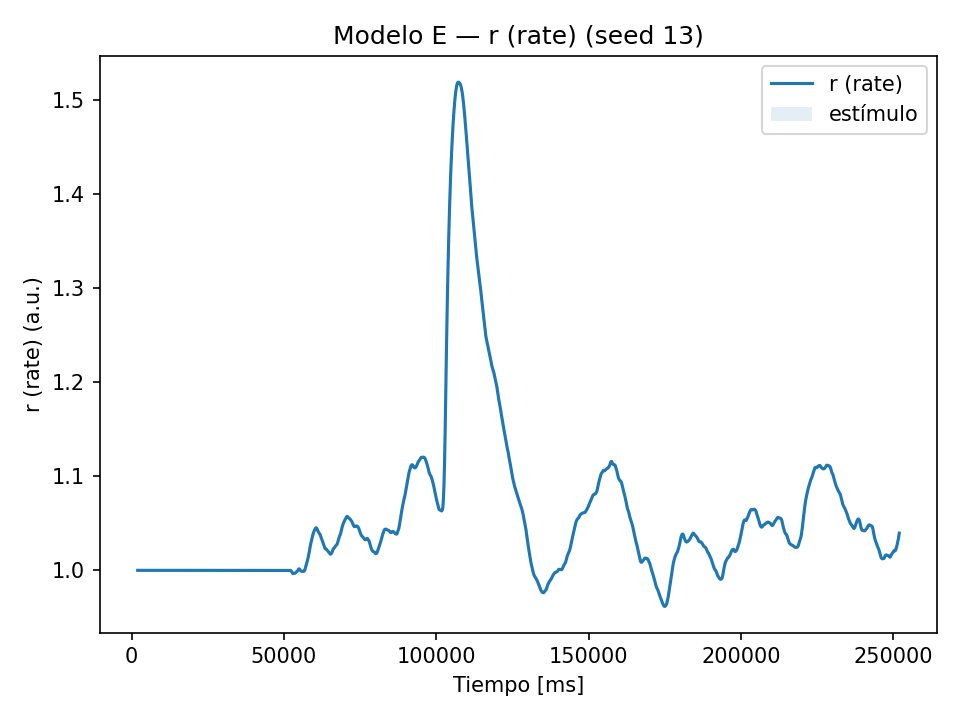 Modelo E — r (rate) (seed 13)
r (rate)
estímulo
r (rate) (a.u.)
1.5
1.4
1.3
1.2
1.1
1.0
0 50000 100000 150000 200000 250000
Tiempo [ms]